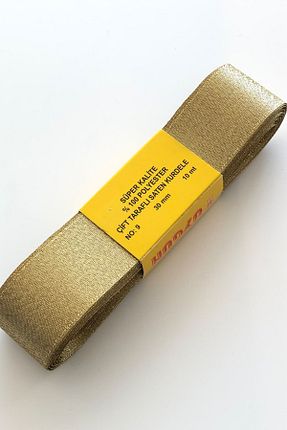 SÜPER KALİTE
% 100 POLYESTER
ÇİFT TARAFLI SATEN KURDELE
NO: 9 30 mm 10 mt